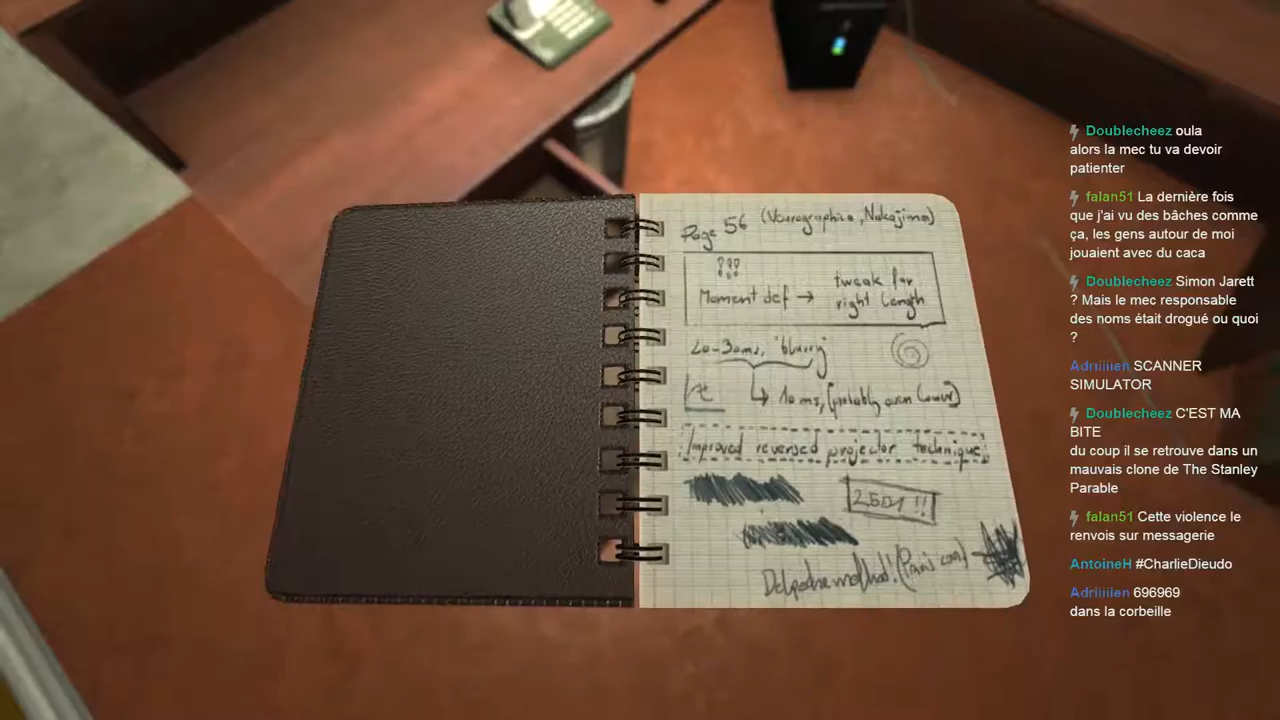 Page 56 (Vourographica, Nakajima)
!!!
Moment def → tweak for
right length
20-30ms, "blurry"
10 ms, (probably even lower)
Improved reversed projector technique
250y !!
method! (Paris con)
Doublecheez oula
alors la mec tu va devoir
patienter
falan51 La dernière fois
que j'ai vu des bâches comme
ça, les gens autour de moi
jouaient avec du caca
Doublecheez Simon Jarett
? Mais le mec responsable
des noms était drogué ou quoi
?
Adriiiiien SCANNER
SIMULATOR
Doublecheez C'EST MA
BITE
du coup il se retrouve dans un
mauvais clone de The Stanley
Parable
falan51 Cette violence le
renvois sur messagerie
AntoineH #CharlieDieudo
Adriiiiien 696969
dans la corbeille